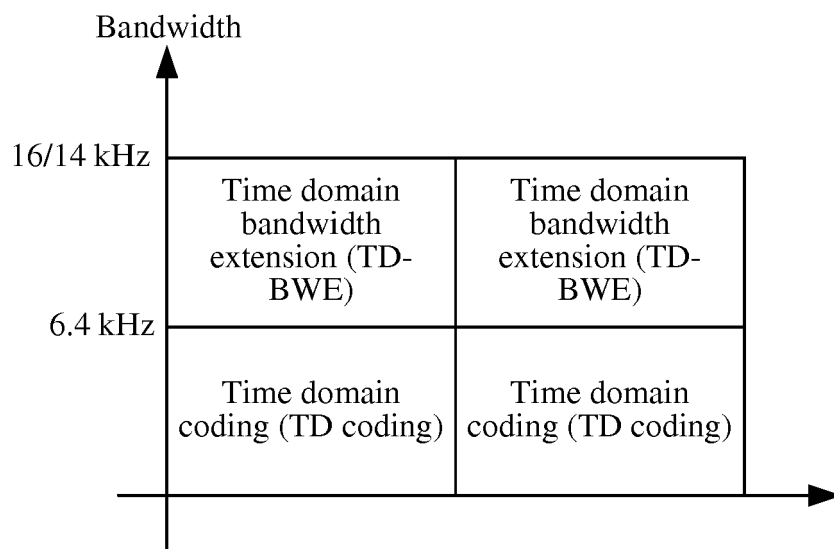 Bandwidth
16/14 kHz
Time domain
bandwidth
extension (TD-
BWE)
Time domain
bandwidth
extension (TD-
BWE)
6.4 kHz
Time domain
coding (TD coding)
Time domain
coding (TD coding)